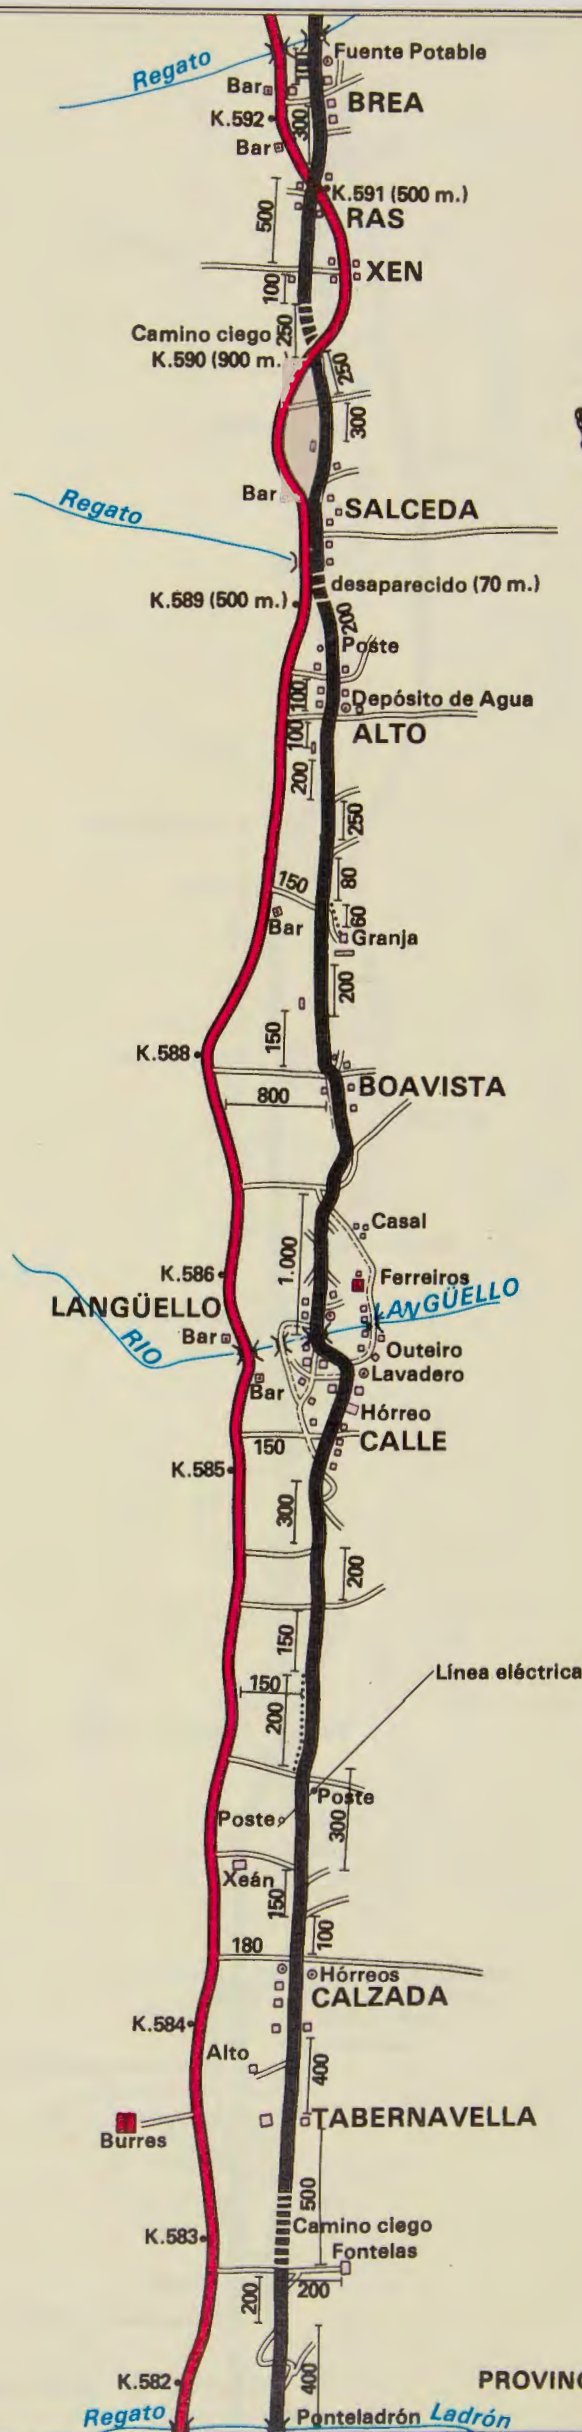 Regato
Fuente Potable
100
Bar
BREA
K.592
300
Bar
K.591 (500 m.)
500
RAS
XEN
100
Camino ciego
250
K.590 (900 m.)
250
300
Bar
SALCEDA
Regato
desaparecido (70 m.)
K.589 (500 m.)
200
Poste
100
Depósito de Agua
100
ALTO
200
250
150
80
60
Bar
Granja
200
150
K.588
BOAVISTA
800
Casal
1.000
K.586
Ferreiros
LANGÜELLO
LANGÜELLO
RIO
Bar
Outeiro
Lavadero
Bar
Hórreo
150
CALLE
K.585
300
200
150
Línea eléctrica
150
200
Poste
Poste
300
Xeán
150
100
180
Hórreos
CALZADA
K.584
Alto
400
TABERNAVELLA
Burres
500
Camino ciego
K.583
Fontelas
200
200
400
K.582
PROVINC
Regato
Ponteladrón
Ladrón